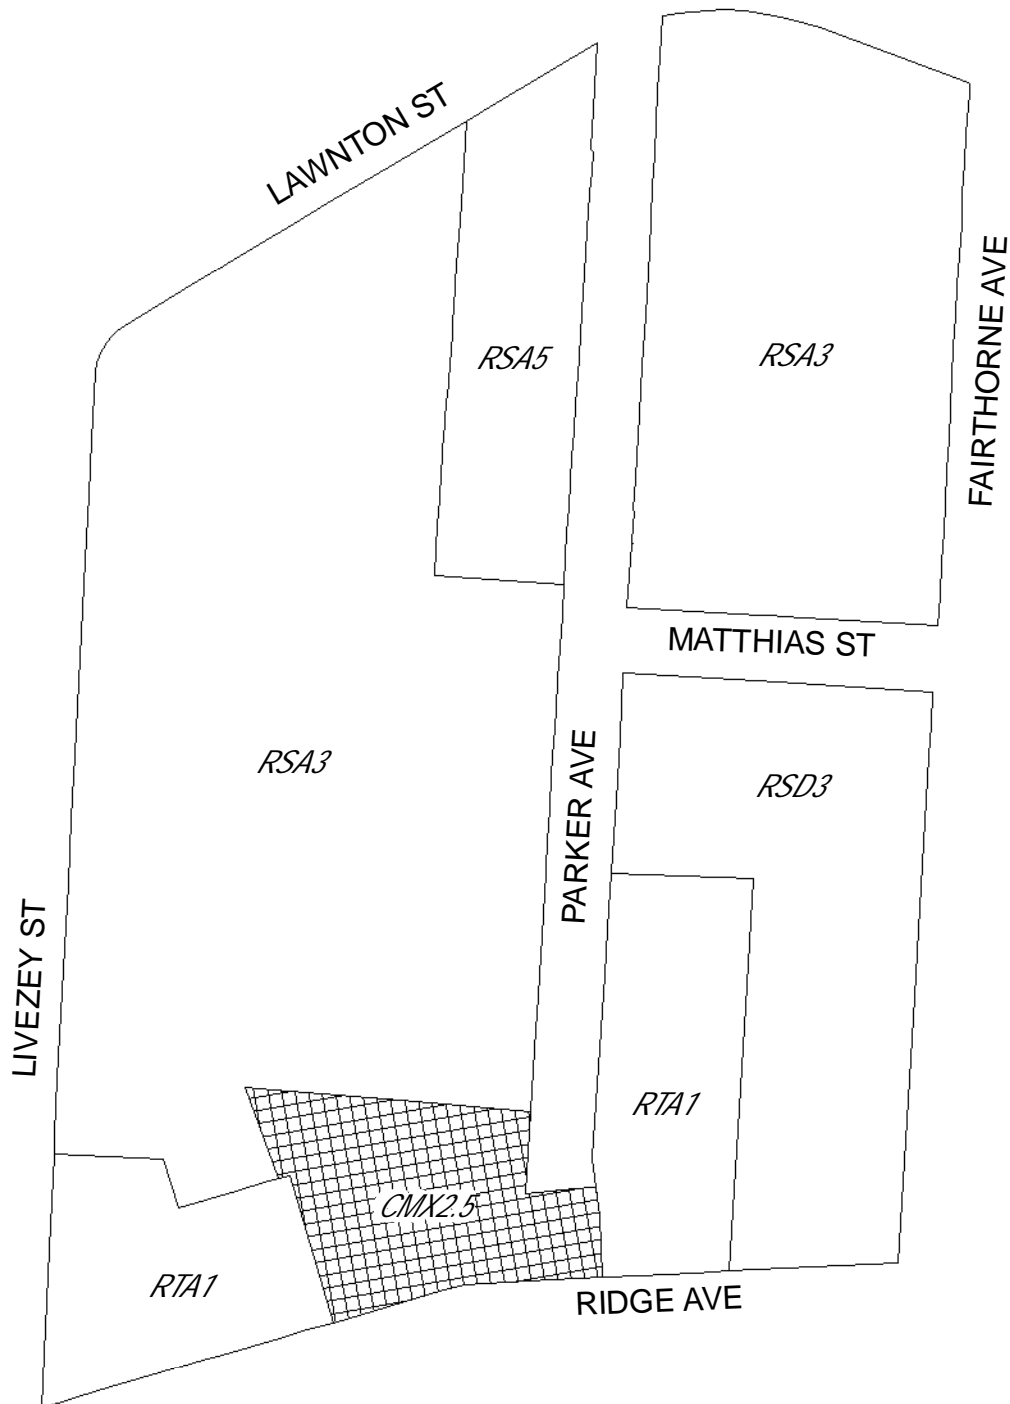 LAWNTON ST
RSA5
RSA3
FAIRTHORNE AVE
MATTHIAS ST
RSA3
PARKER AVE
RSD3
LIVEZEY ST
RTA1
CMX2.5
RTA1
RIDGE AVE